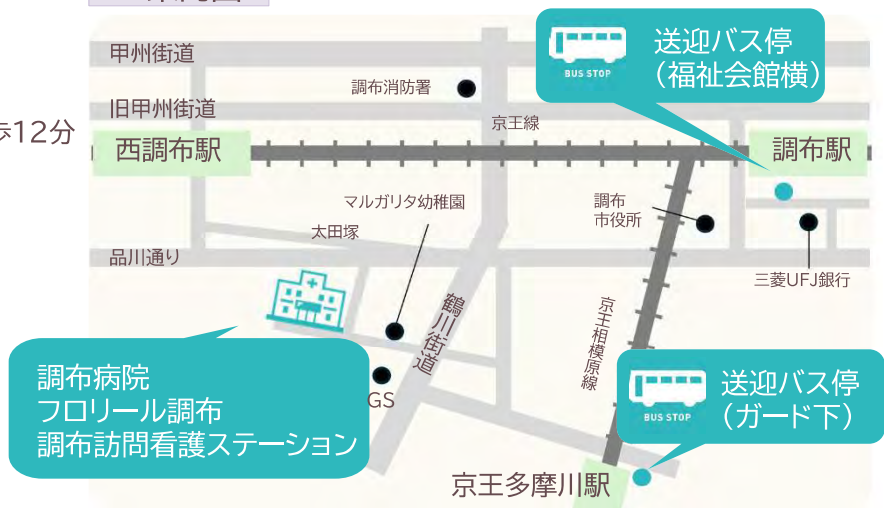 甲州街道
調布消防署
BUS STOP
送迎バス停
(福祉会館横)
旧甲州街道
歩12分
京王線
西調布駅
調布駅
マルガリタ幼稚園
調布
市役所
太田塚
品川通り
三菱UFJ銀行
鶴川街道
京王相模原線
調布病院
フロリール調布
調布訪問看護ステーション
GS
BUS STOP
送迎バス停
(ガード下)
京王多摩川駅